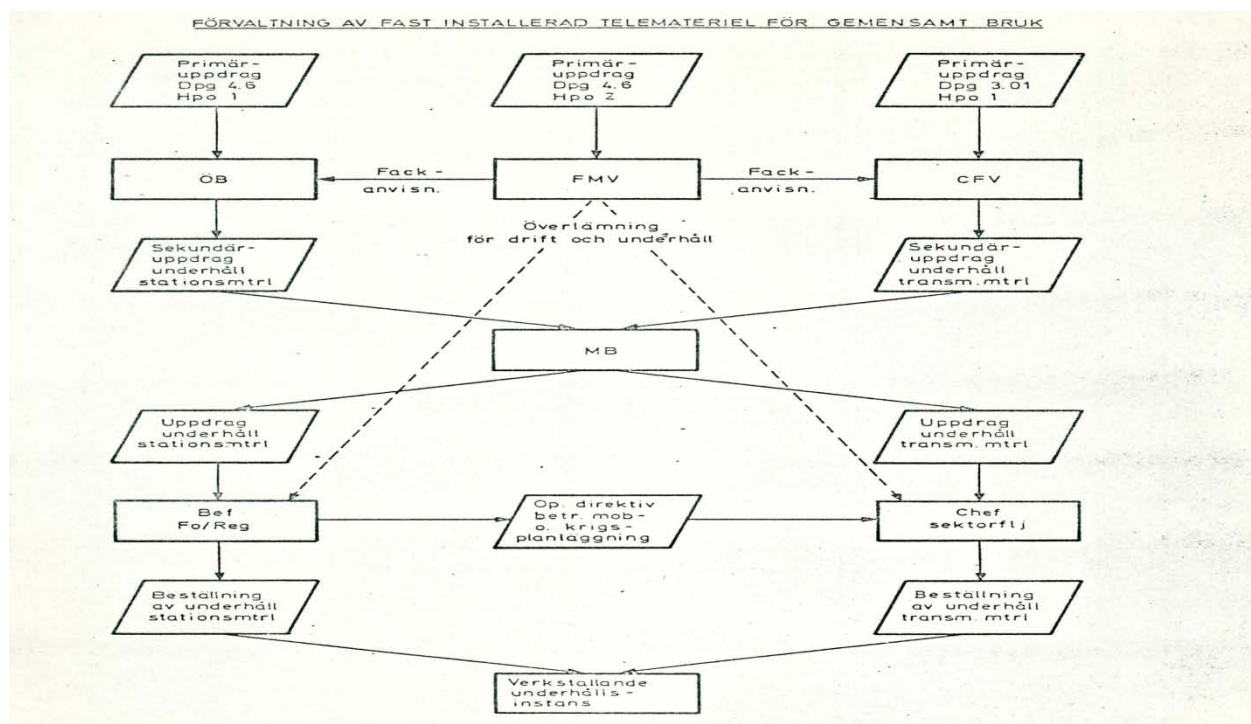 FÖRVALTNING AV FAST INSTALLERAD TELEMATERIEL FÖR GEMENSAMT BRUK
Primär-
uppdrag
Dpg 4.6
Hpo 1
Primär-
uppdrag
Dpg 4.6
Hpo 2
Primär-
uppdrag
Dpg 3.01
Hpo 1
ÖB
Fack-
anvisn.
FMV
Fack-
anvisn.
CFV
Överlämning
för drift och underhåll
Sekundär-
uppdrag
underhåll
stationsmtrl
Sekundär-
uppdrag
underhåll
transm.mtrl
MB
Uppdrag
underhåll
stationsmtrl
Uppdrag
underhåll
transm.mtrl
Bef
Fo/Reg
Op. direktiv
betr. mob-
o. krigs-
planläggning
Chef
sektorflj
Beställning
av underhåll
stationsmtrl
Beställning
av underhåll
transm. mtrl
Verkställande
underhålls-
instans